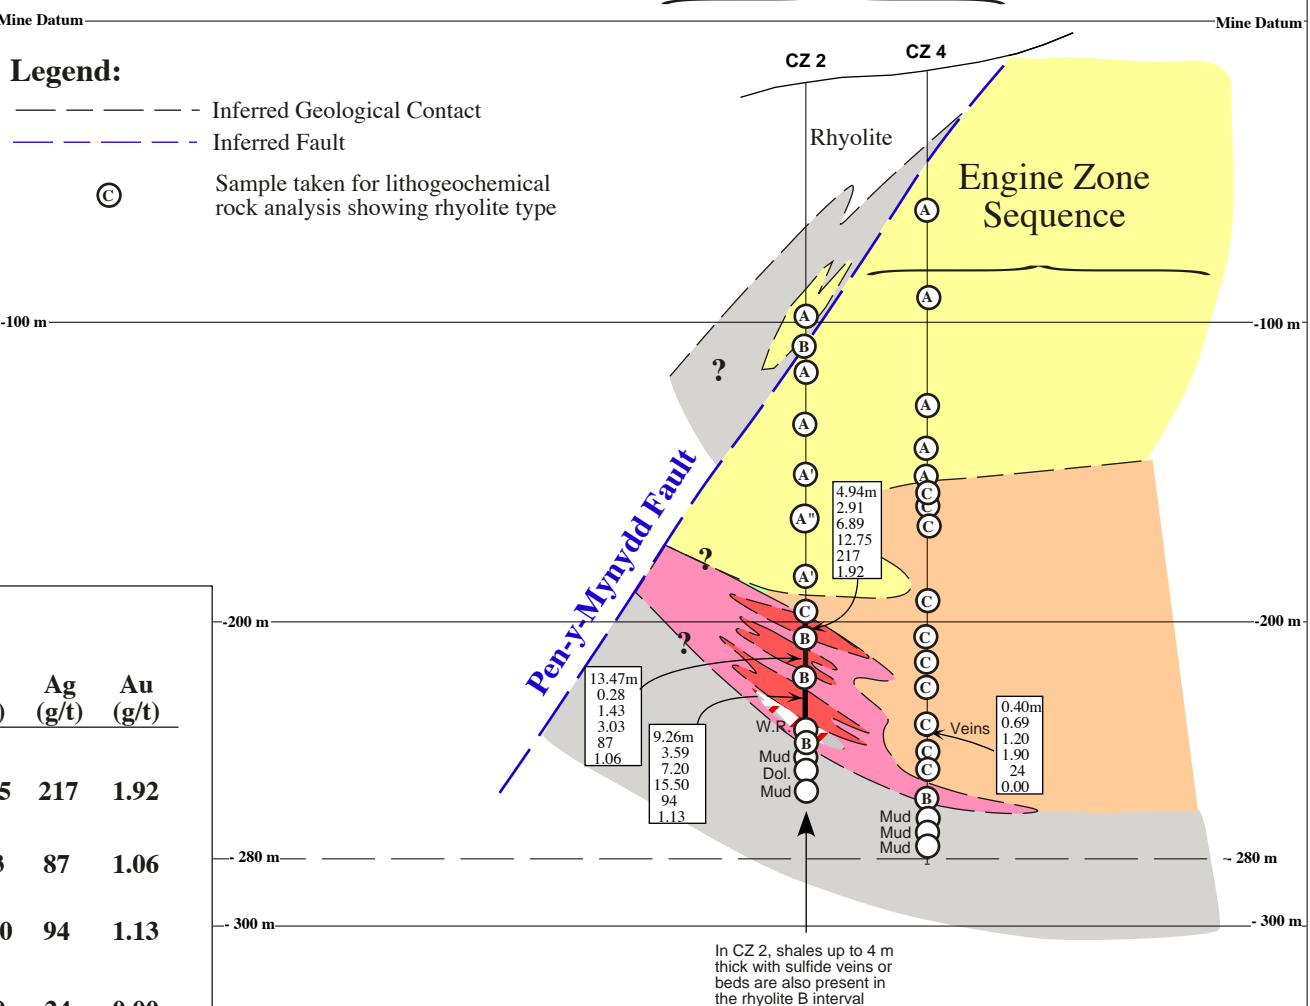 Mine Datum
Mine Datum
Legend:
Inferred Geological Contact
Inferred Fault
C
Sample taken for lithogeochemical
rock analysis showing rhyolite type
CZ 2
CZ 4
Rhyolite
Engine Zone
Sequence
-100 m
-100 m
?
Pen-y-Mynydd Fault
A
B
A
A
A'
A"
A'
C
B
B
B
A
A
A
A
A
C
C
C
C
C
C
C
C
C
C
B
?
?
4.94m
2.91
6.89
12.75
217
1.92
-200 m
-200 m
13.47m
0.28
1.43
3.03
87
1.06
9.26m
3.59
7.20
15.50
94
1.13
W.R.
Mud
Dol.
Mud
Veins
0.40m
0.69
1.20
1.90
24
0.00
Mud
Mud
Mud
- 280 m
- 280 m
- 300 m
- 300 m
In CZ 2, shales up to 4 m
thick with sulfide veins or
beds are also present in
the rhyolite B interval
Ag Au
) (g/t) (g/t)
5 217 1.92
87 1.06
0 94 1.13